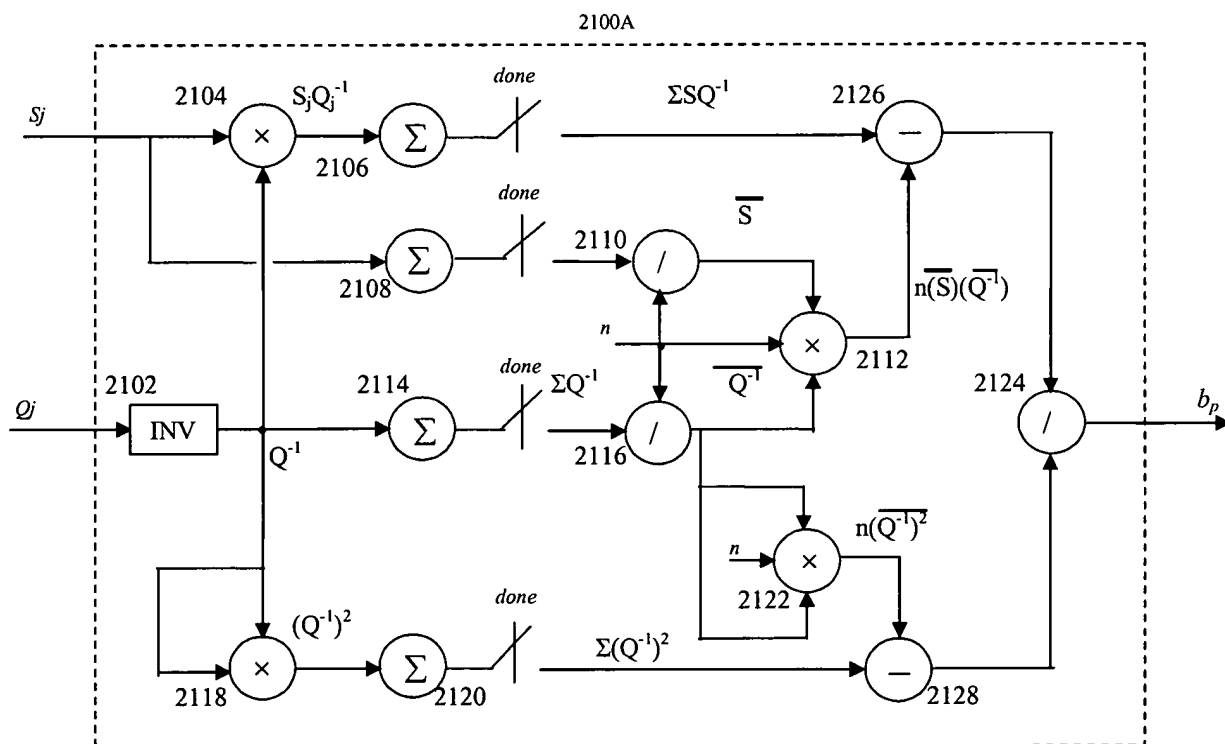 2100A
Sj
2104
SjQj⁻¹
done
ΣSQ⁻¹
2126
×
Σ
−
2106
done
S̅
2110
/
Σ
2108
n(S̅)(Q̅⁻̅¹̅)
n
×
2112
2102
2114
done
ΣQ⁻¹
Q̅⁻̅¹̅
2124
Qj
INV
Σ
/
/
bp
Q⁻¹
2116
n(Q̅⁻̅¹̅)̅²̅
n
×
2122
done
(Q⁻¹)²
Σ(Q⁻¹)²
×
Σ
−
2118
2120
2128